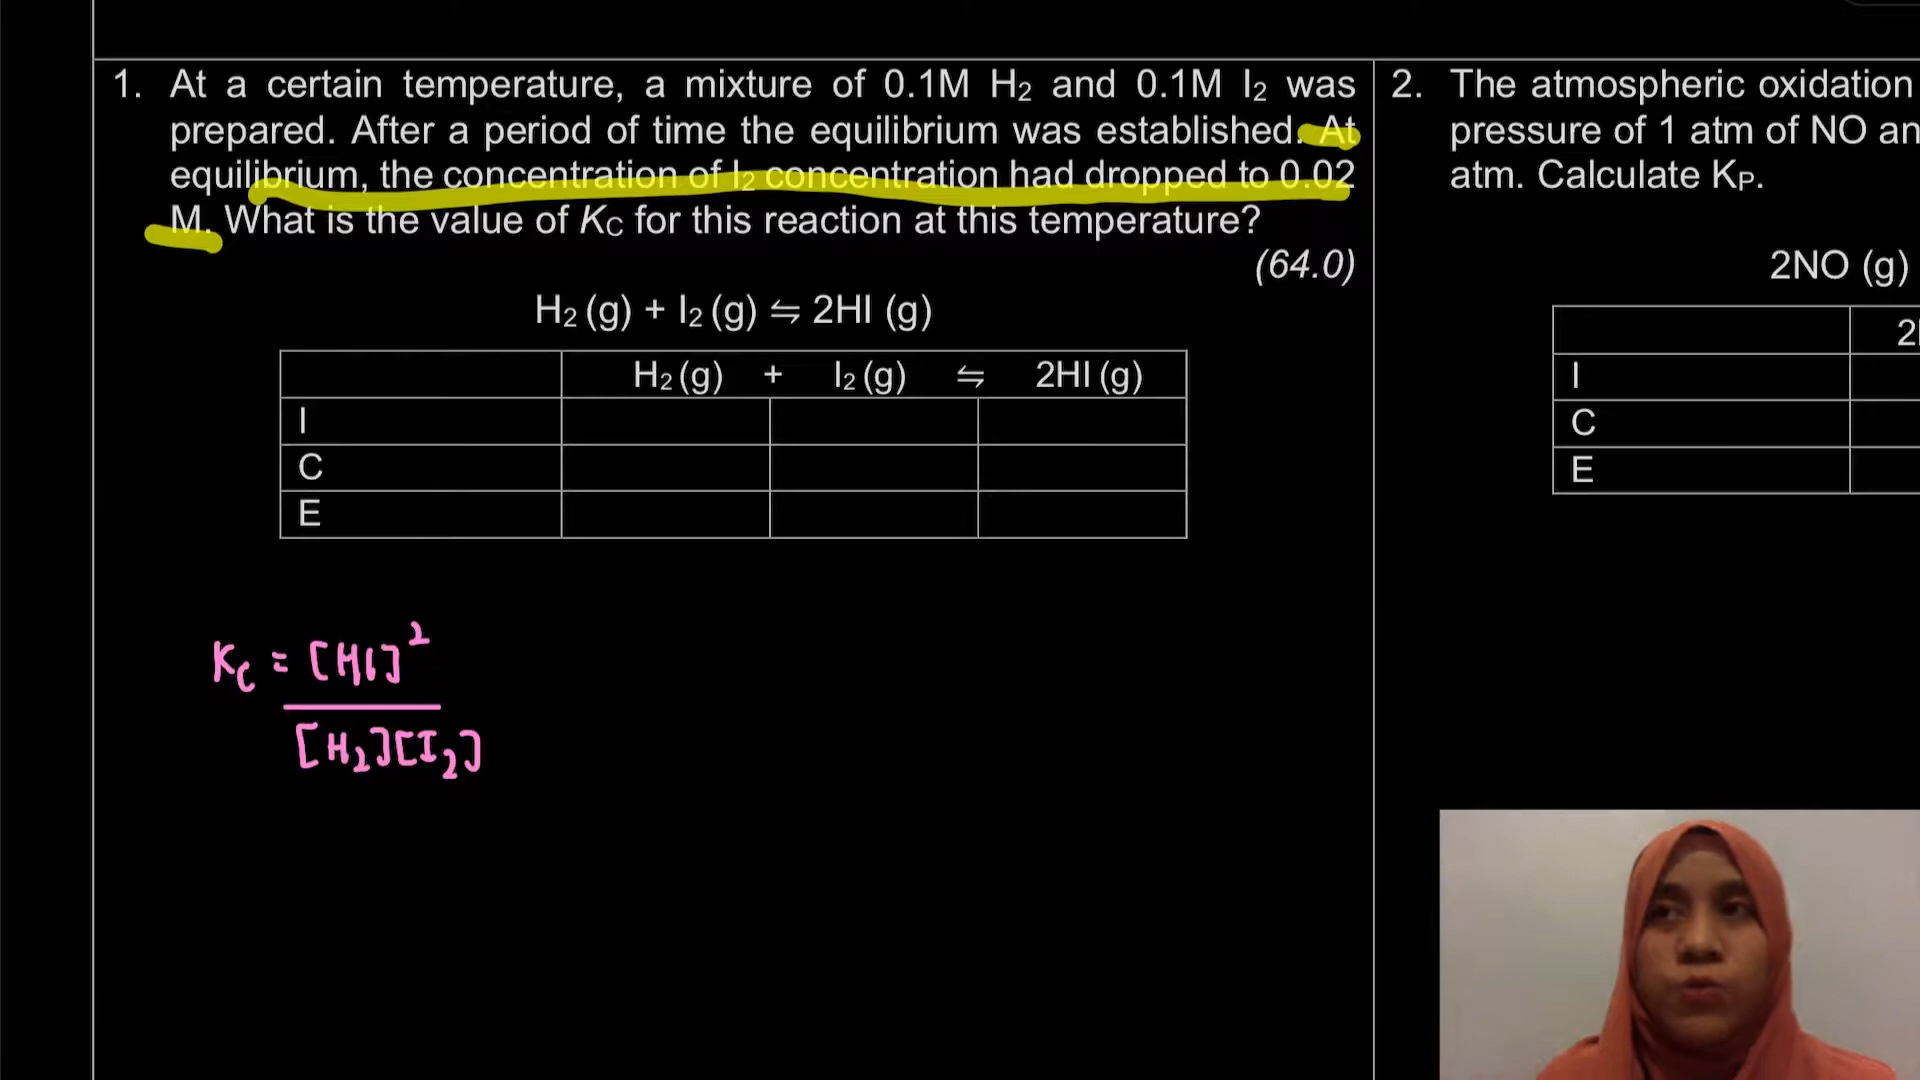 1. At a certain temperature, a mixture of 0.1M H₂ and 0.1M I₂ was
prepared. After a period of time the equilibrium was established. At
equilibrium, the concentration of I₂ concentration had dropped to 0.02
M. What is the value of Kc for this reaction at this temperature?
(64.0)
H₂ (g) + I₂ (g) ⇋ 2HI (g)
H₂ (g) + I₂ (g) ⇋ 2HI (g)
I
C
E
Kc = [HI]²
[H₂][I₂]
2. The atmospheric oxidation
pressure of 1 atm of NO an
atm. Calculate Kᴘ.
2NO (g)
2
I
C
E